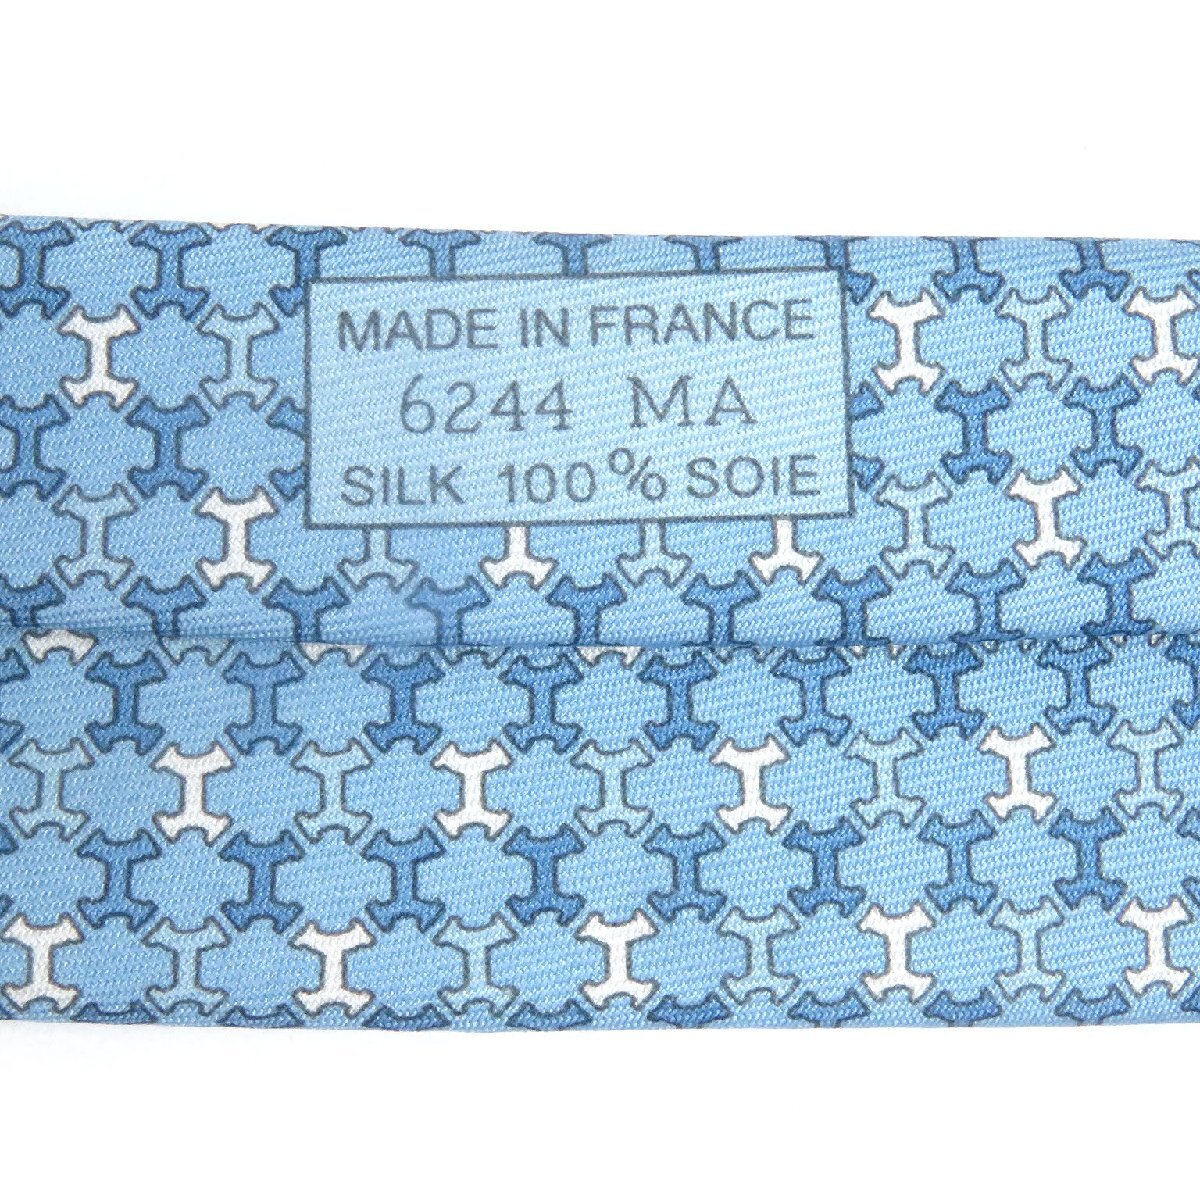 MADE IN FRANCE
6244 MA
SILK 100% SOIE